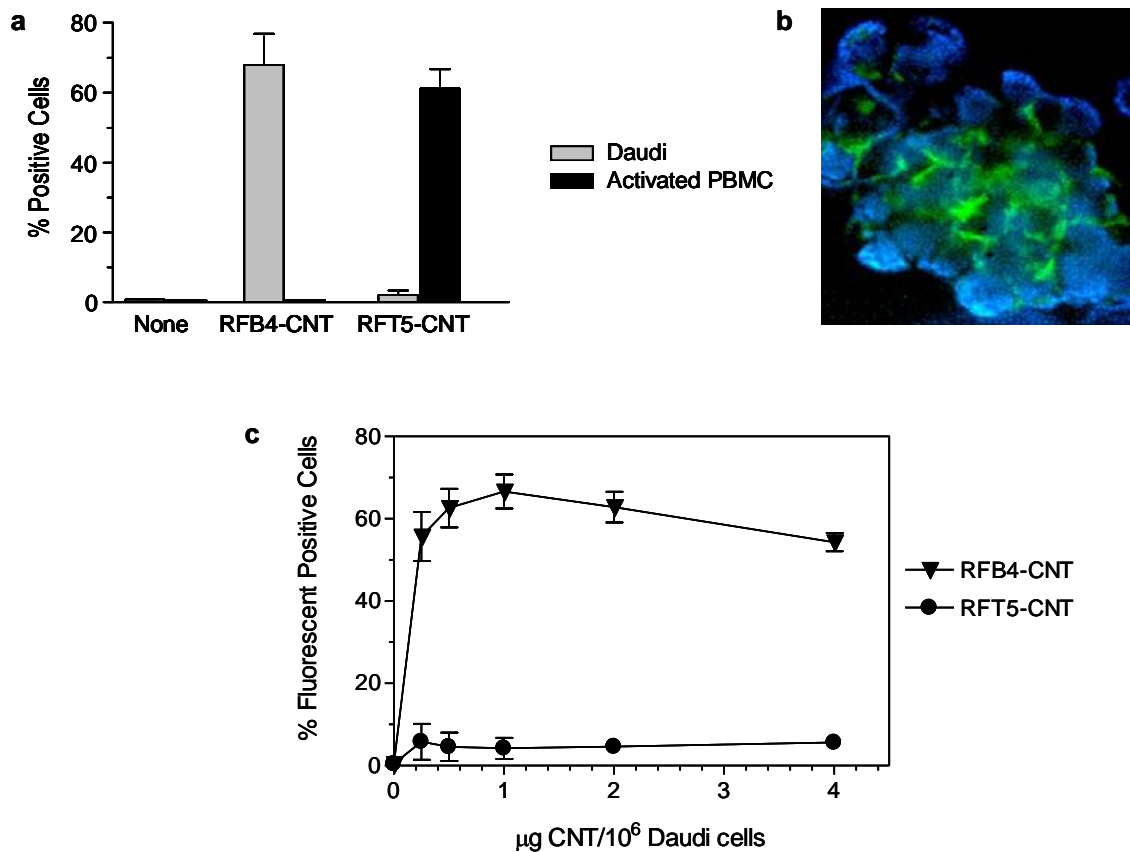 a
80
60
40
20
0
% Positive Cells
None RFB4-CNT RFT5-CNT
Daudi
Activated PBMC
b
c
80
60
40
20
0
% Fluorescent Positive Cells
0 1 2 3 4
μg CNT/10⁶ Daudi cells
RFB4-CNT
RFT5-CNT